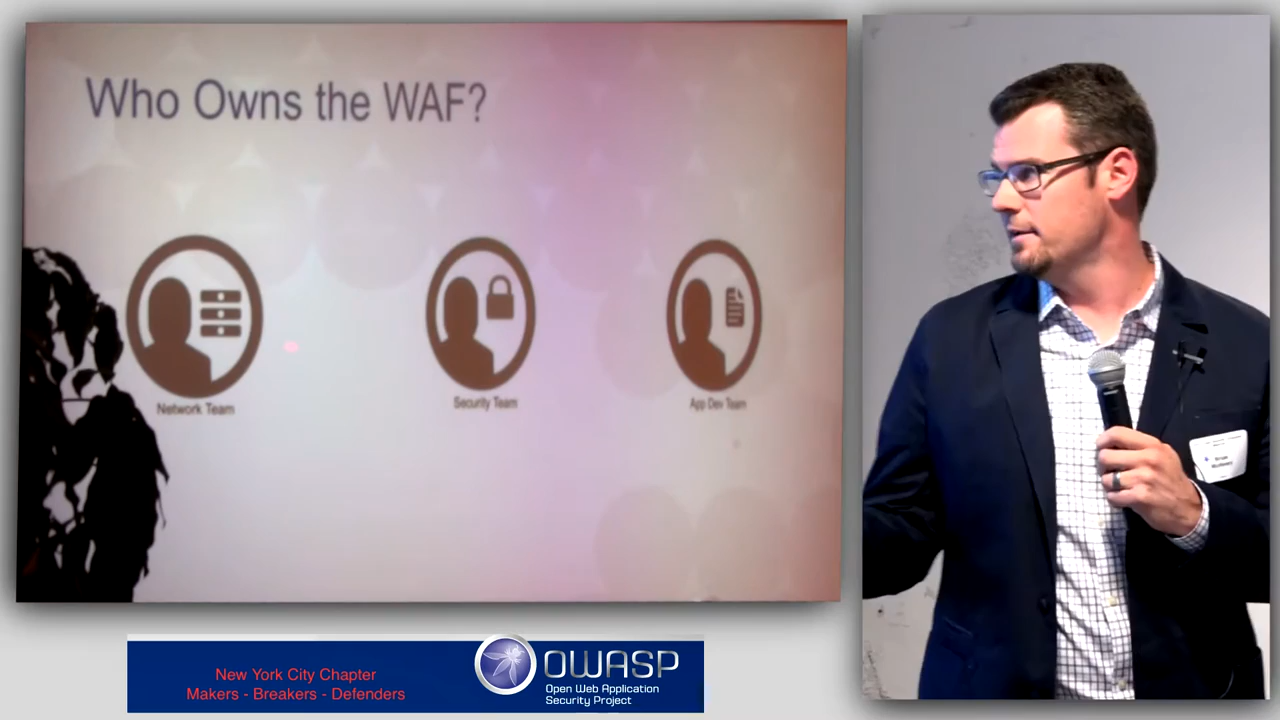 Who Owns the WAF?
Network Team
Security Team
App Dev Team
New York City Chapter
Makers - Breakers - Defenders
OWASP
Open Web Application
Security Project